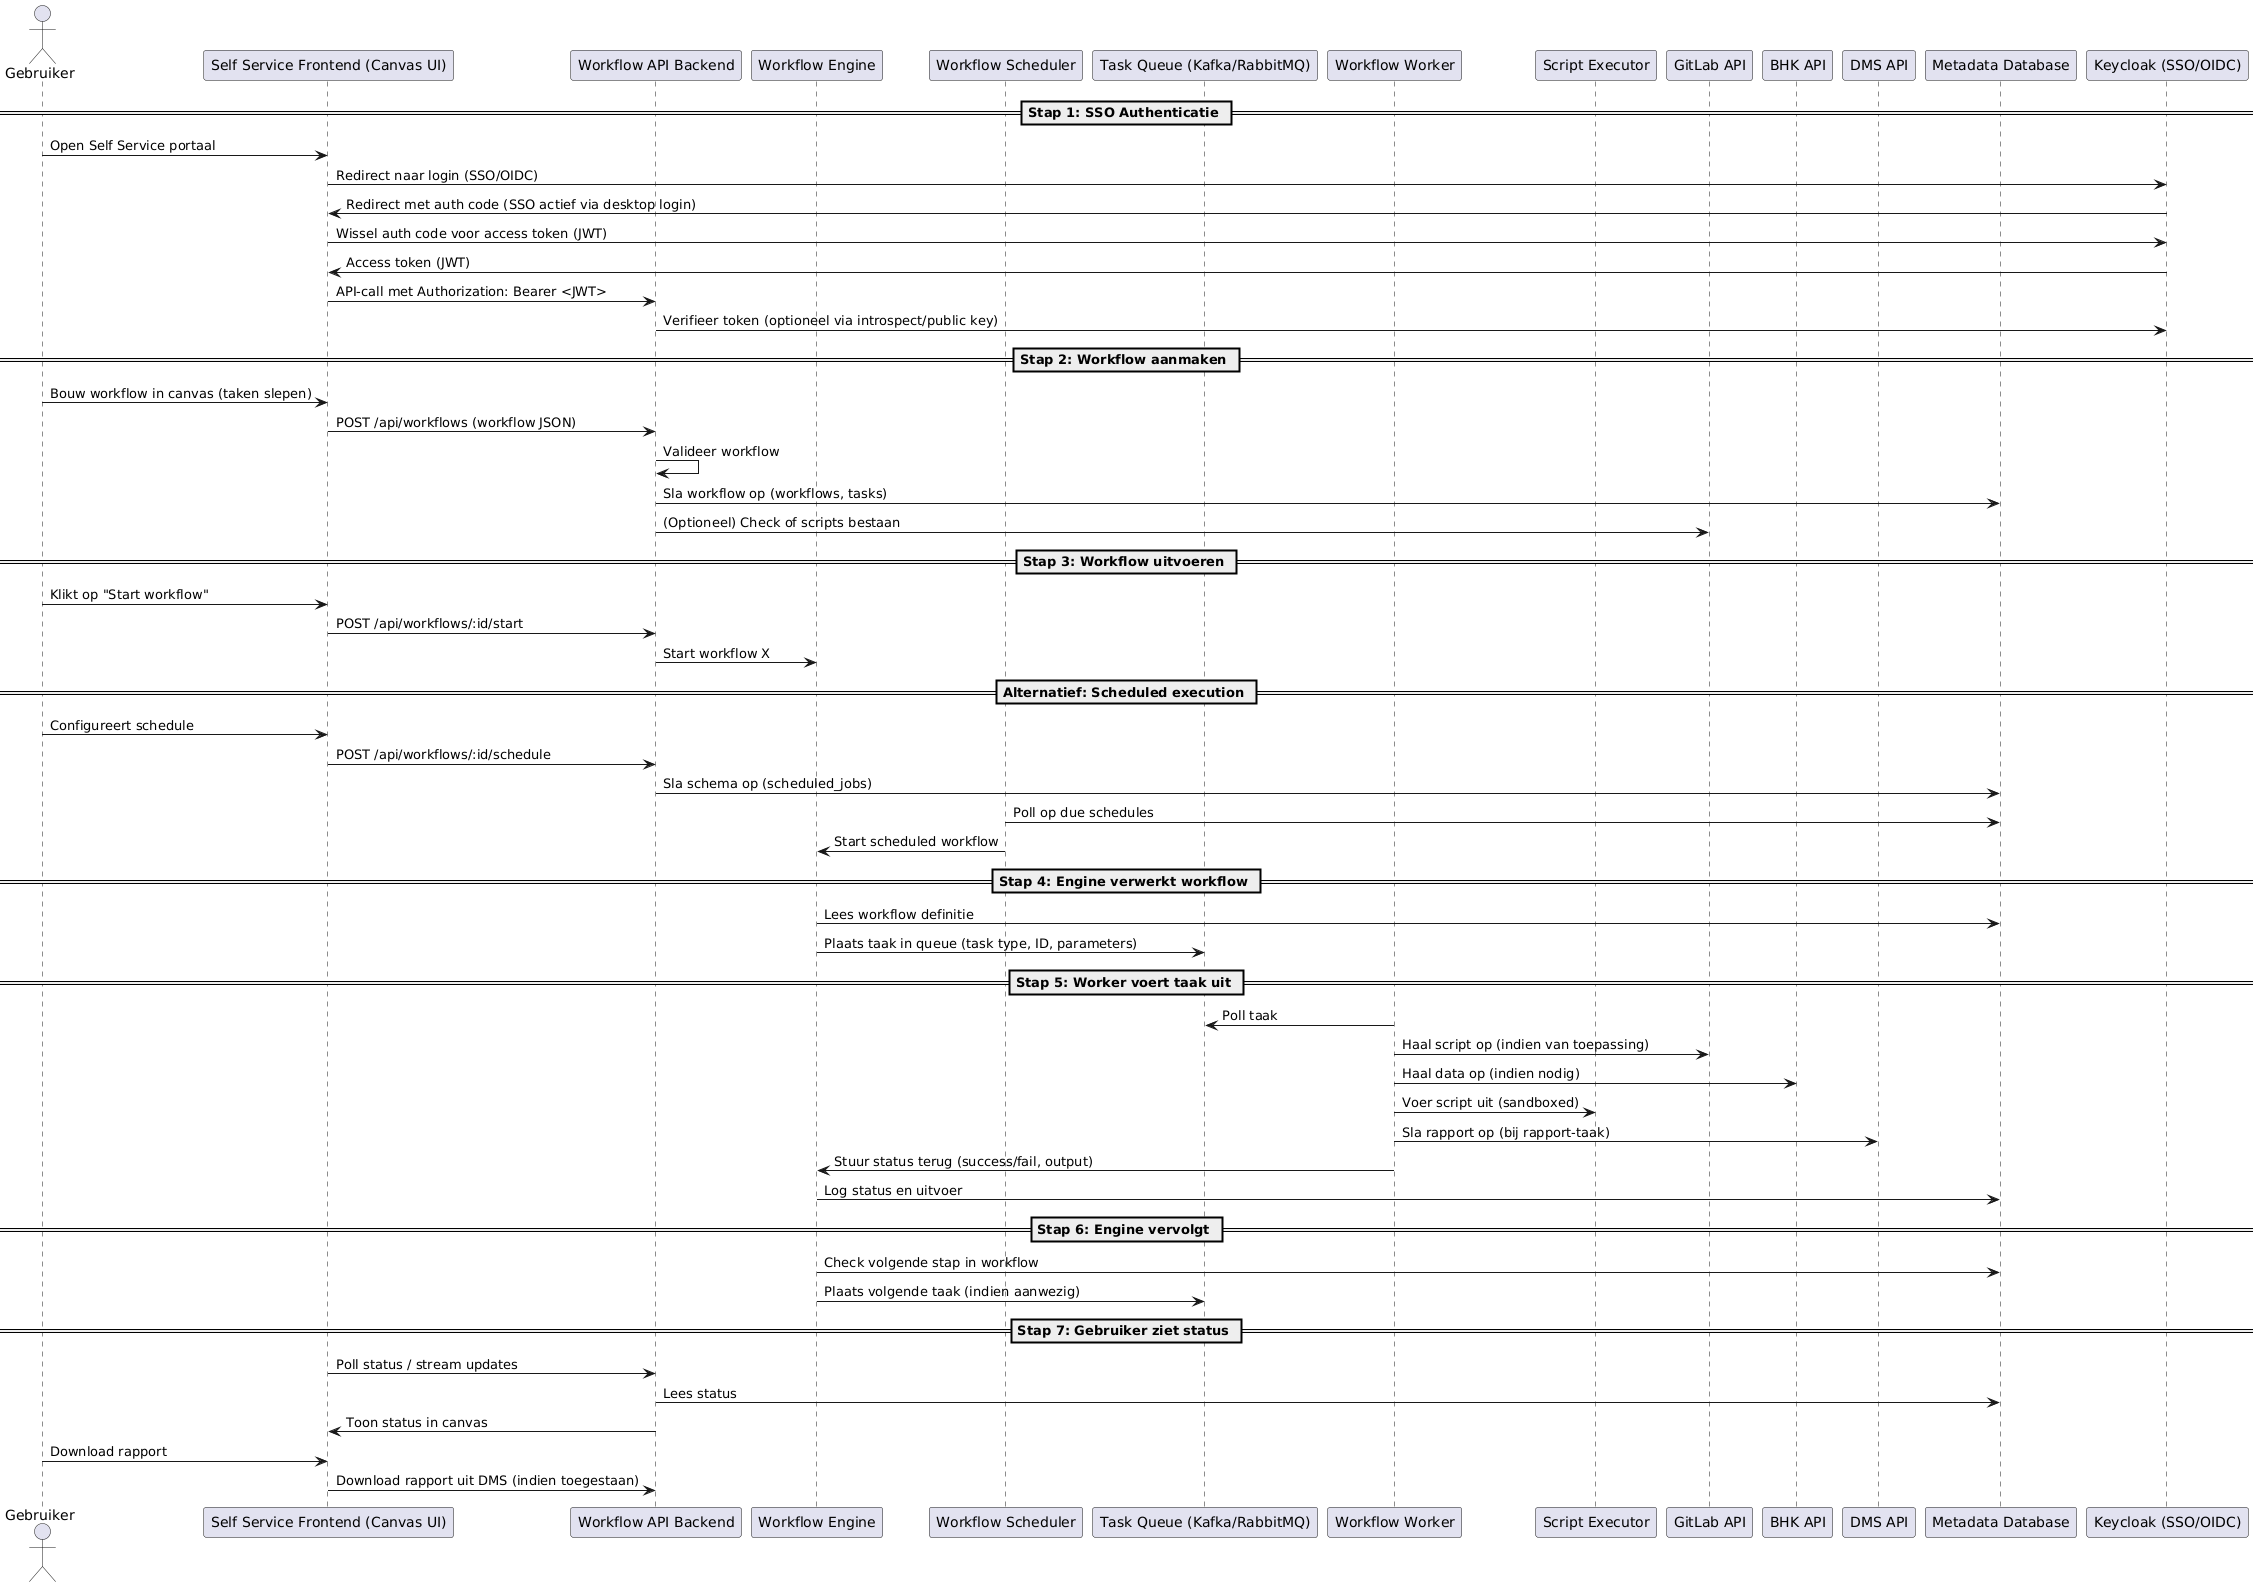 Gebruiker
Self Service Frontend (Canvas UI)
Workflow API Backend
Workflow Engine
Workflow Scheduler
Task Queue (Kafka/RabbitMQ)
Workflow Worker
Script Executor
GitLab API
BHK API
DMS API
Metadata Database
Keycloak (SSO/OIDC)
Stap 1: SSO Authenticatie
Open Self Service portaal
Redirect naar login (SSO/OIDC)
Redirect met auth code (SSO actief via desktop login)
Wissel auth code voor access token (JWT)
Access token (JWT)
API-call met Authorization: Bearer <JWT>
Verifieer token (optioneel via introspect/public key)
Stap 2: Workflow aanmaken
Bouw workflow in canvas (taken slepen)
POST /api/workflows (workflow JSON)
Valideer workflow
Sla workflow op (workflows, tasks)
(Optioneel) Check of scripts bestaan
Stap 3: Workflow uitvoeren
Klikt op "Start workflow"
POST /api/workflows/:id/start
Start workflow X
Alternatief: Scheduled execution
Configureert schedule
POST /api/workflows/:id/schedule
Sla schema op (scheduled_jobs)
Poll op due schedules
Start scheduled workflow
Stap 4: Engine verwerkt workflow
Lees workflow definitie
Plaats taak in queue (task type, ID, parameters)
Stap 5: Worker voert taak uit
Poll taak
Haal script op (indien van toepassing)
Haal data op (indien nodig)
Voer script uit (sandboxed)
Sla rapport op (bij rapport-taak)
Stuur status terug (success/fail, output)
Log status en uitvoer
Stap 6: Engine vervolgt
Check volgende stap in workflow
Plaats volgende taak (indien aanwezig)
Stap 7: Gebruiker ziet status
Poll status / stream updates
Lees status
Toon status in canvas
Download rapport
Download rapport uit DMS (indien toegestaan)
Gebruiker
Self Service Frontend (Canvas UI)
Workflow API Backend
Workflow Engine
Workflow Scheduler
Task Queue (Kafka/RabbitMQ)
Workflow Worker
Script Executor
GitLab API
BHK API
DMS API
Metadata Database
Keycloak (SSO/OIDC)